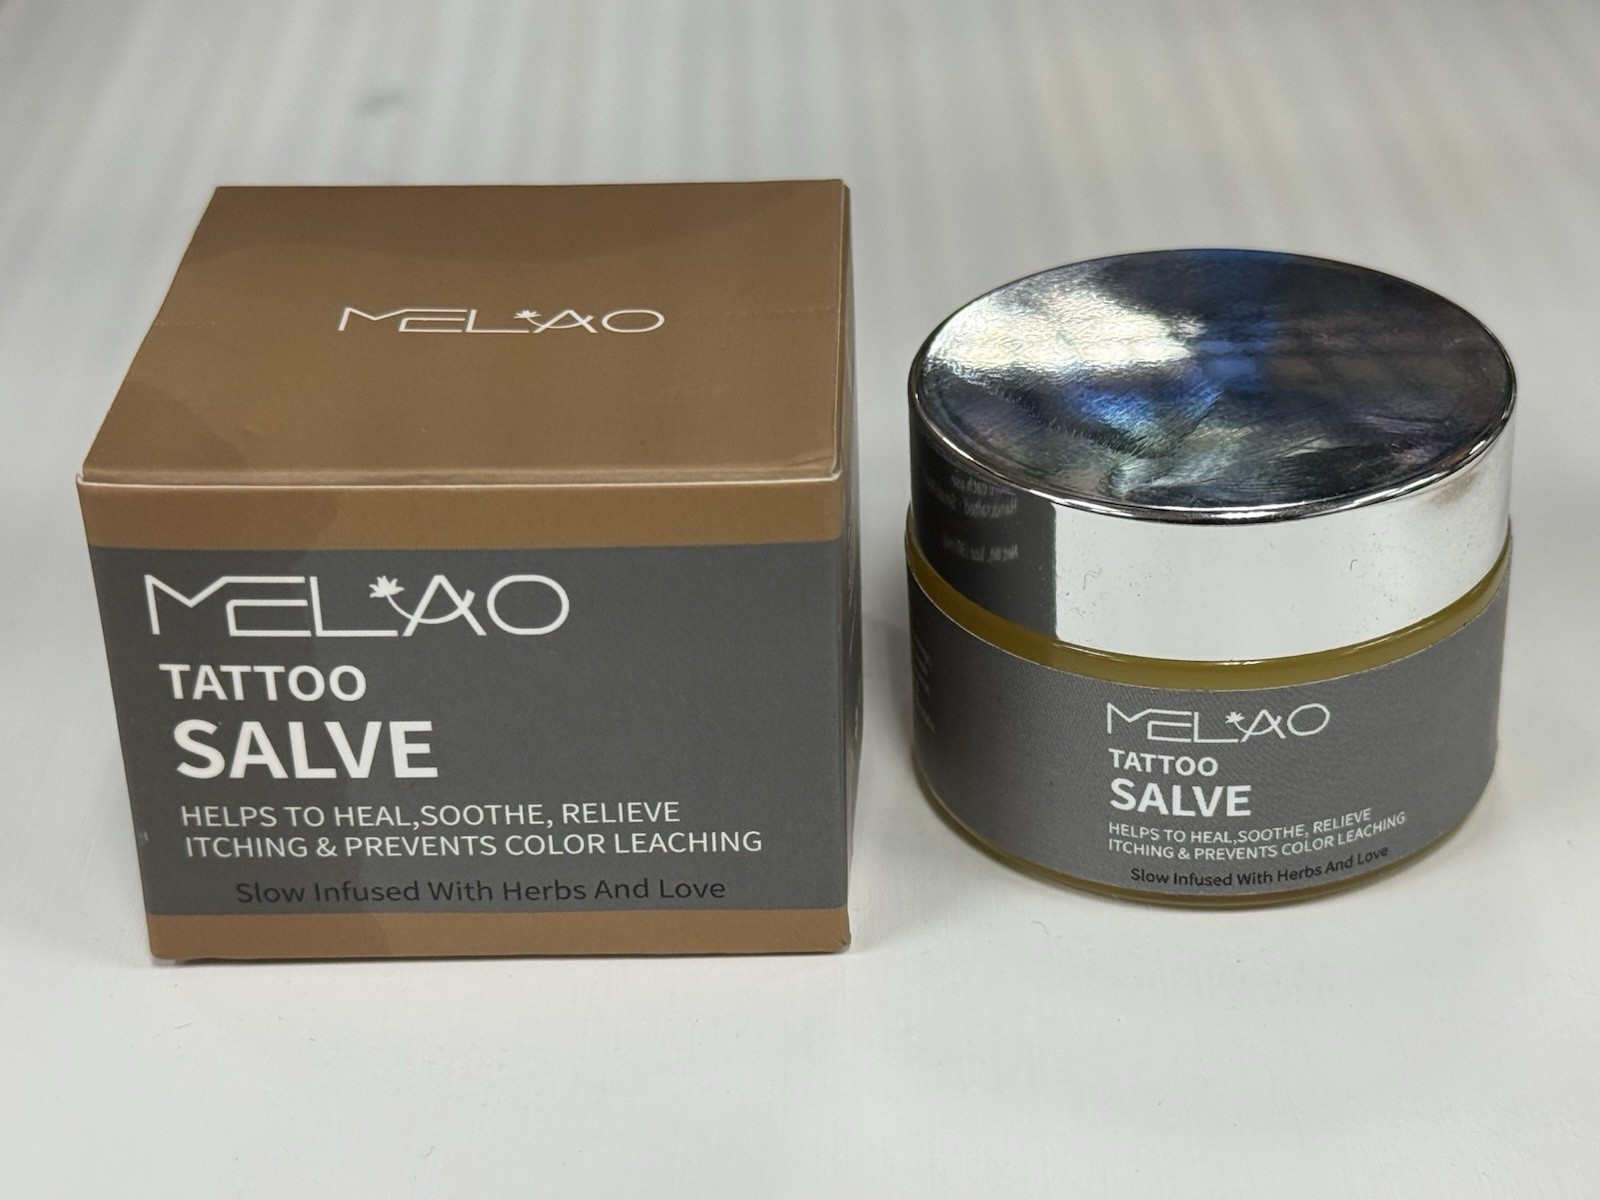 MELAO
MELAO
TATTOO
SALVE
HELPS TO HEAL,SOOTHE, RELIEVE
ITCHING & PREVENTS COLOR LEACHING
Slow Infused With Herbs And Love
MELAO
TATTOO
SALVE
HELPS TO HEAL,SOOTHE, RELIEVE
ITCHING & PREVENTS COLOR LEACHING
Slow Infused With Herbs And Love